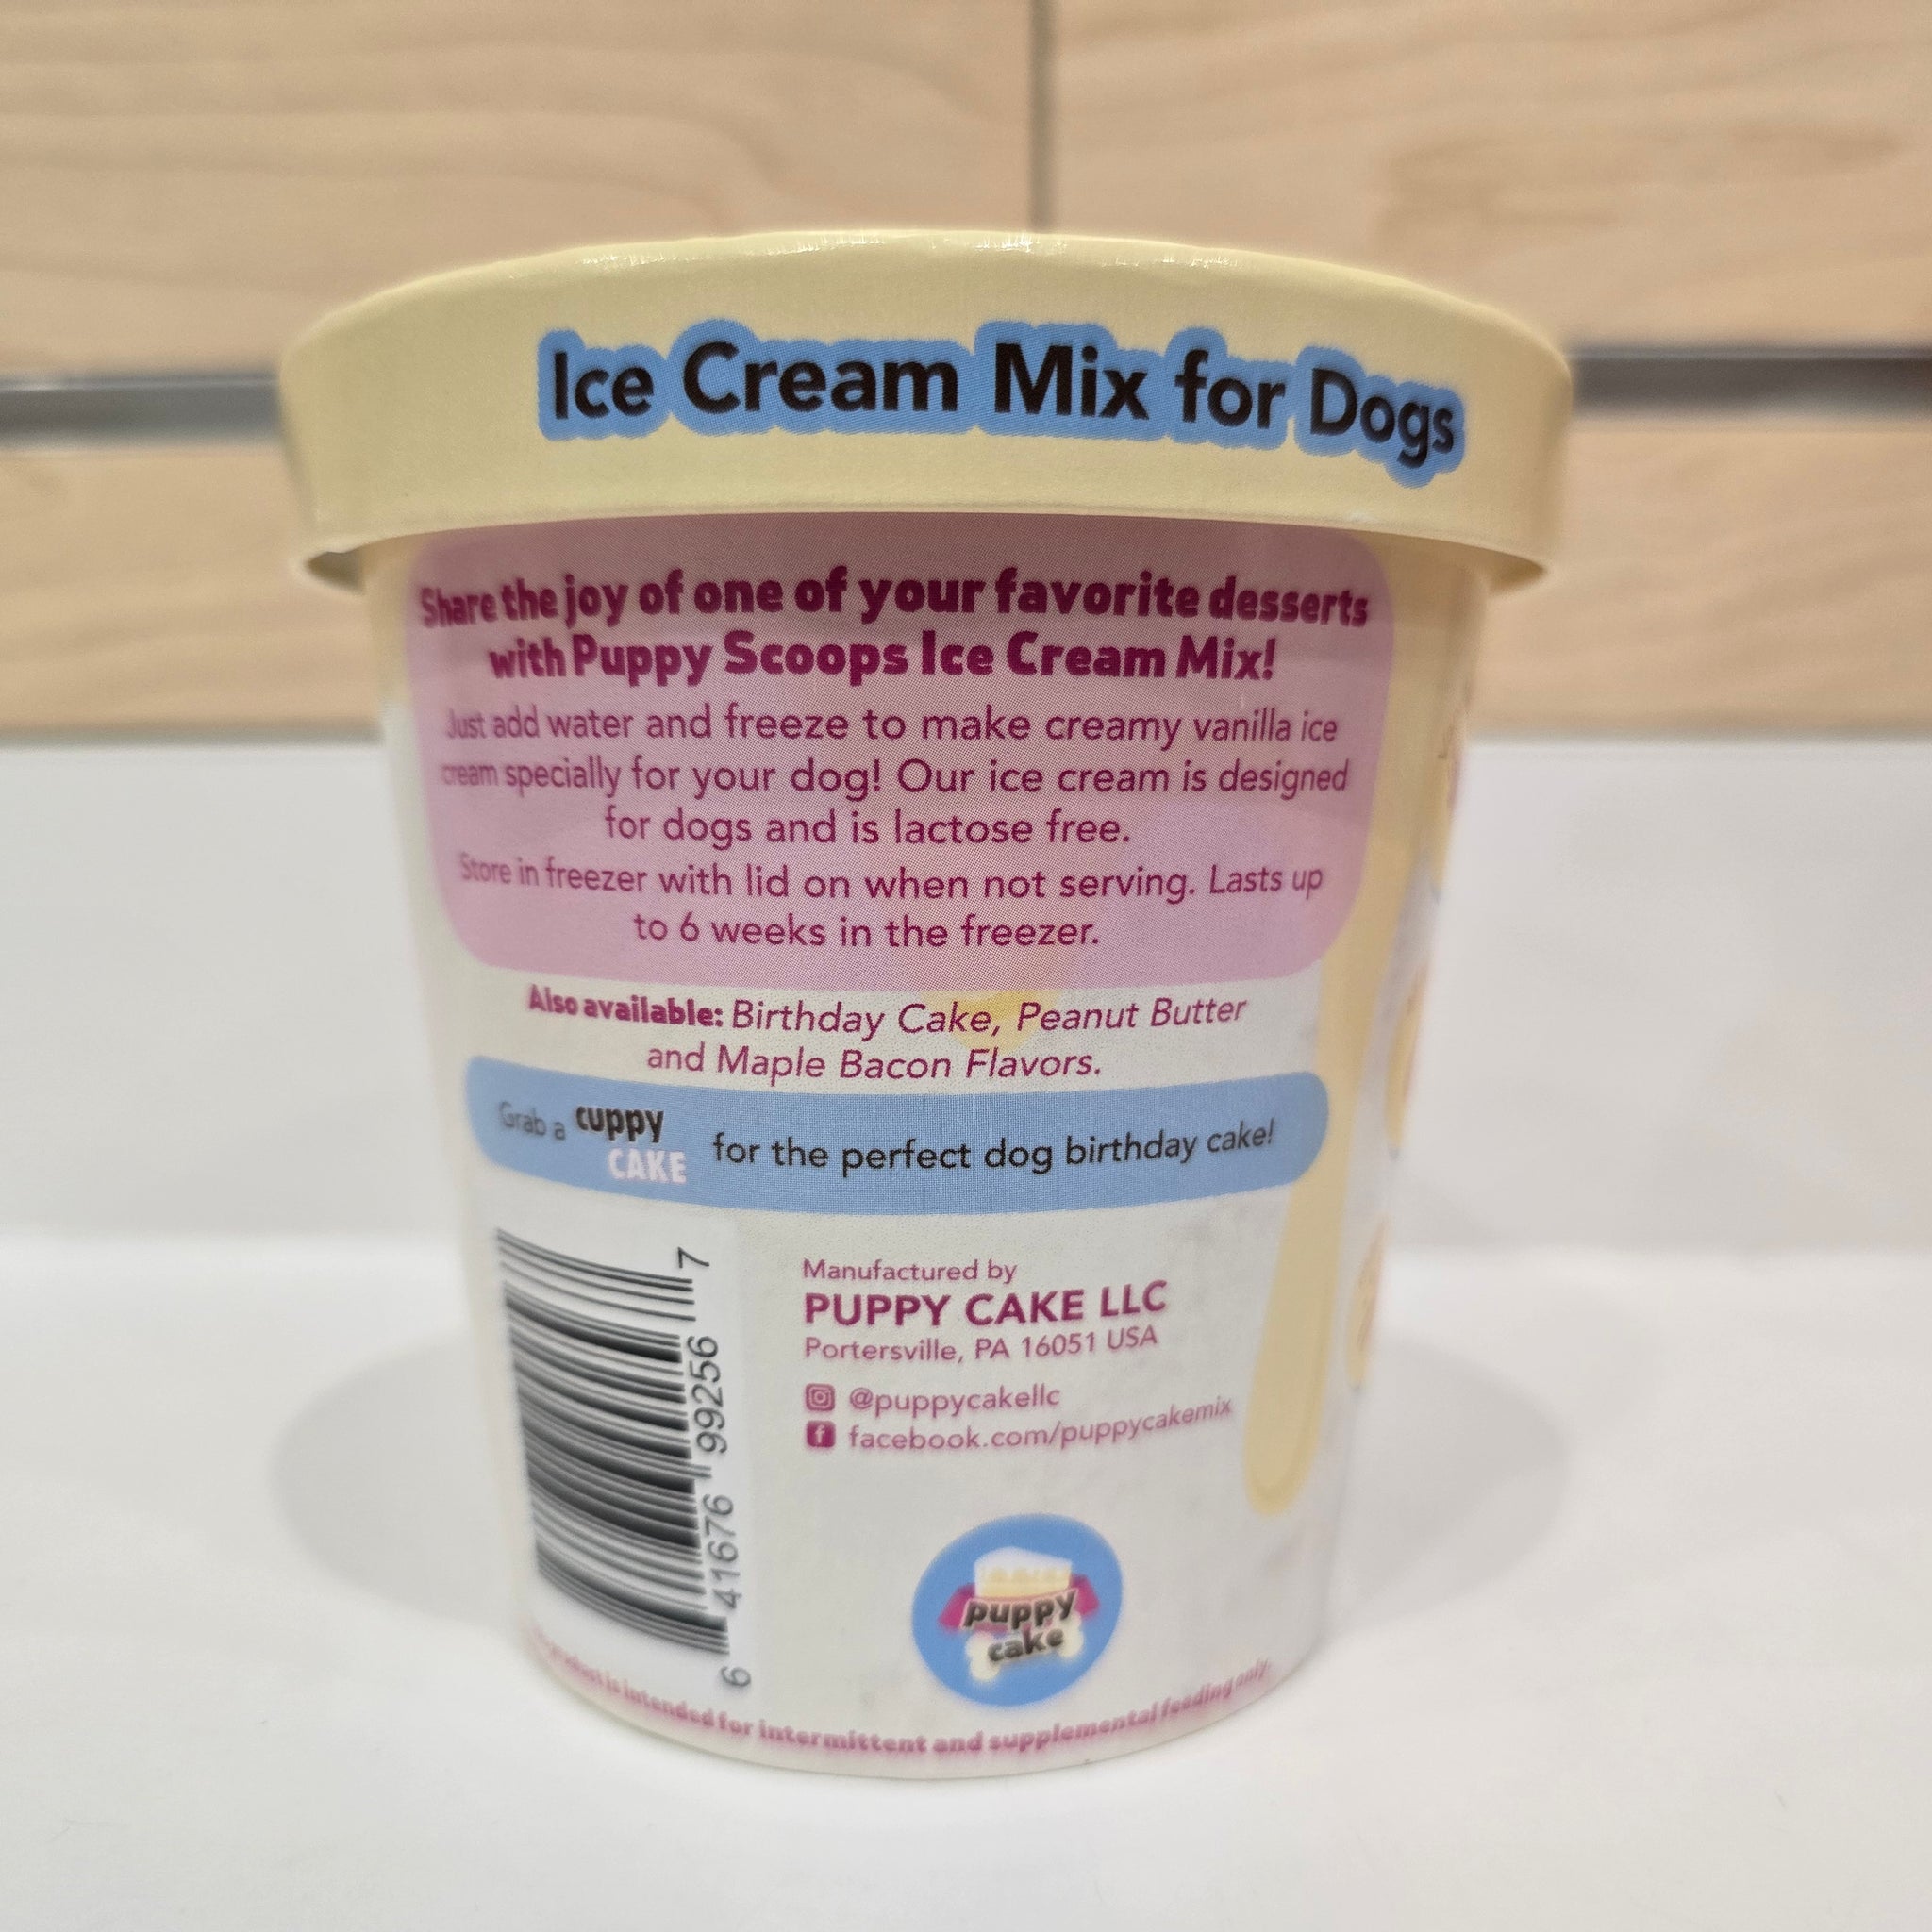 Ice Cream Mix for Dogs
Share the joy of one of your favorite desserts
with Puppy Scoops Ice Cream Mix!
Just add water and freeze to make creamy vanilla ice
cream specially for your dog! Our ice cream is designed
for dogs and is lactose free.
Store in freezer with lid on when not serving. Lasts up
to 6 weeks in the freezer.
Also available: Birthday Cake, Peanut Butter
and Maple Bacon Flavors.
Grab a cuppy CAKE for the perfect dog birthday cake!
6 41676 99256 7
Manufactured by
PUPPY CAKE LLC
Portersville, PA 16051 USA
@puppycakellc
facebook.com/puppycakemix
puppy
cake
product is intended for intermittent and supplemental feeding only.